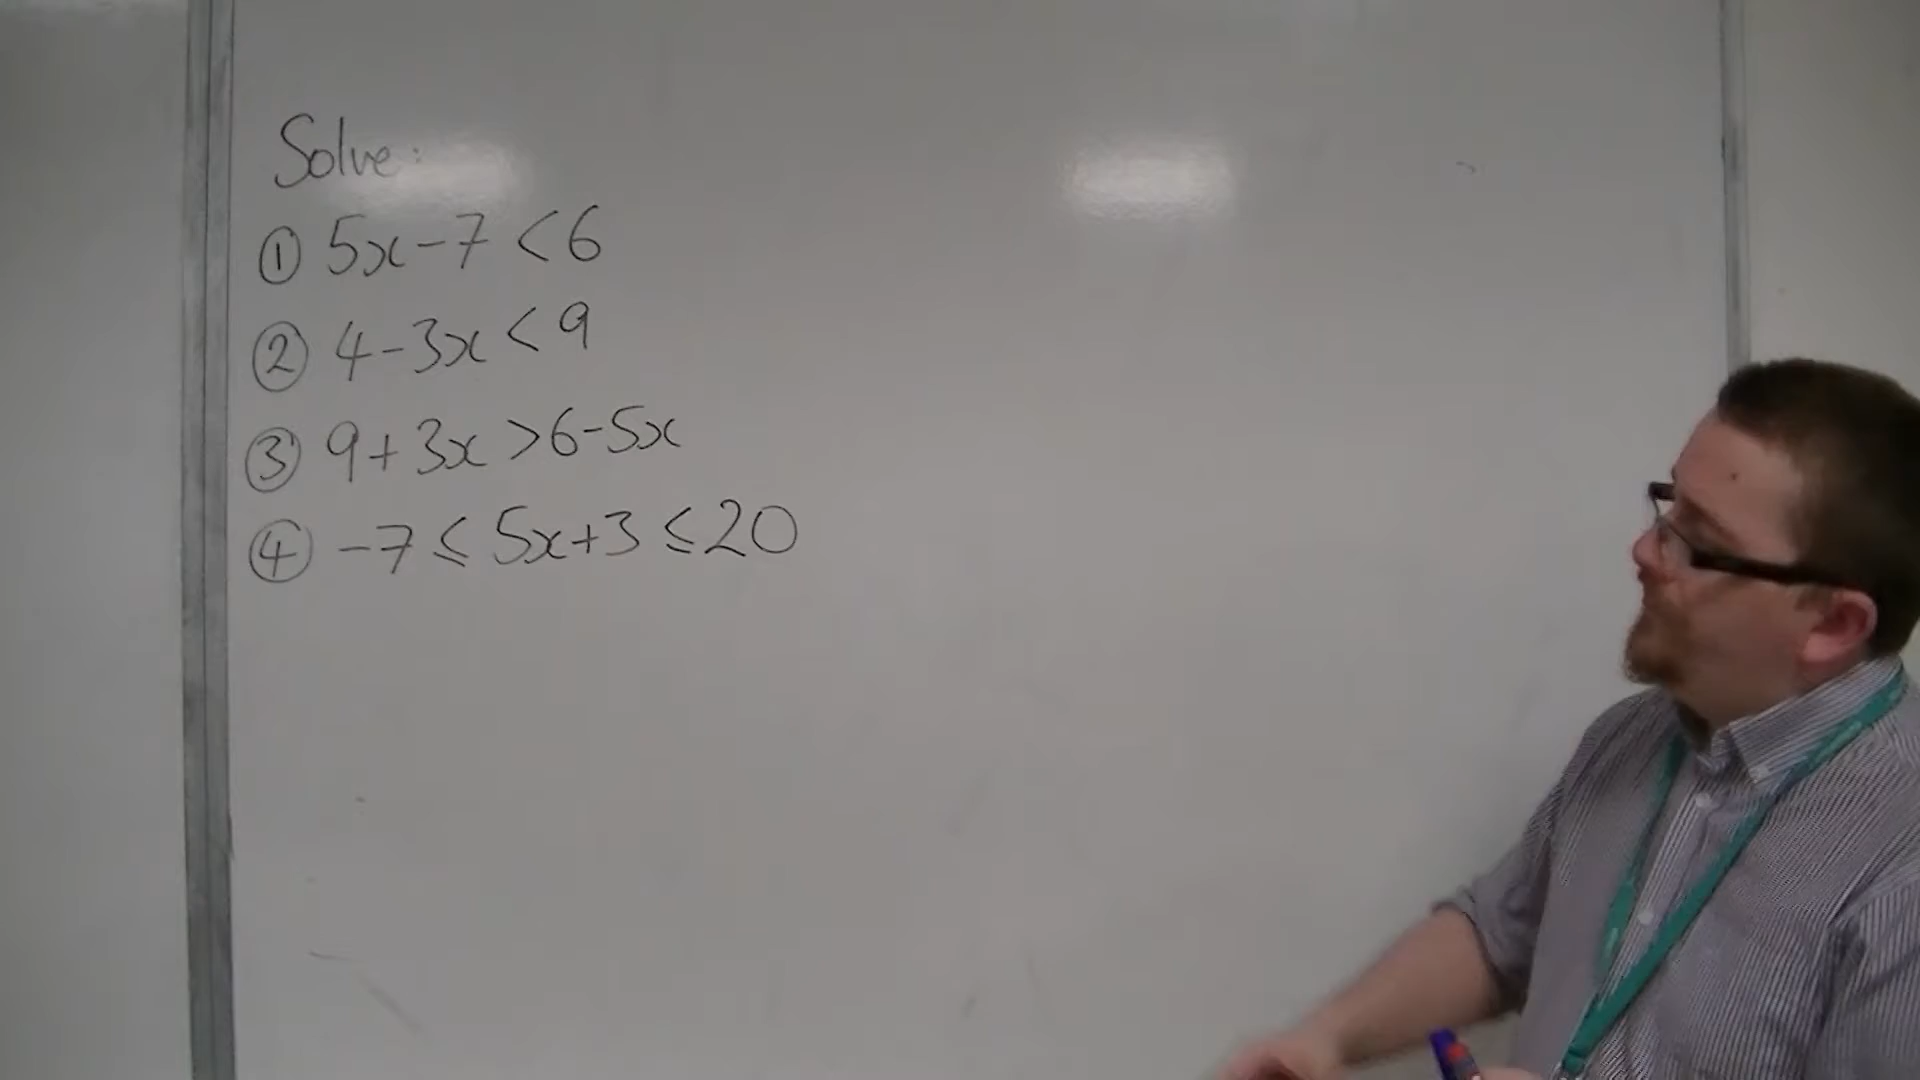 Solve:
① 5x-7<6
② 4-3x<9
③ 9+3x>6-5x
④ -7≤5x+3≤20